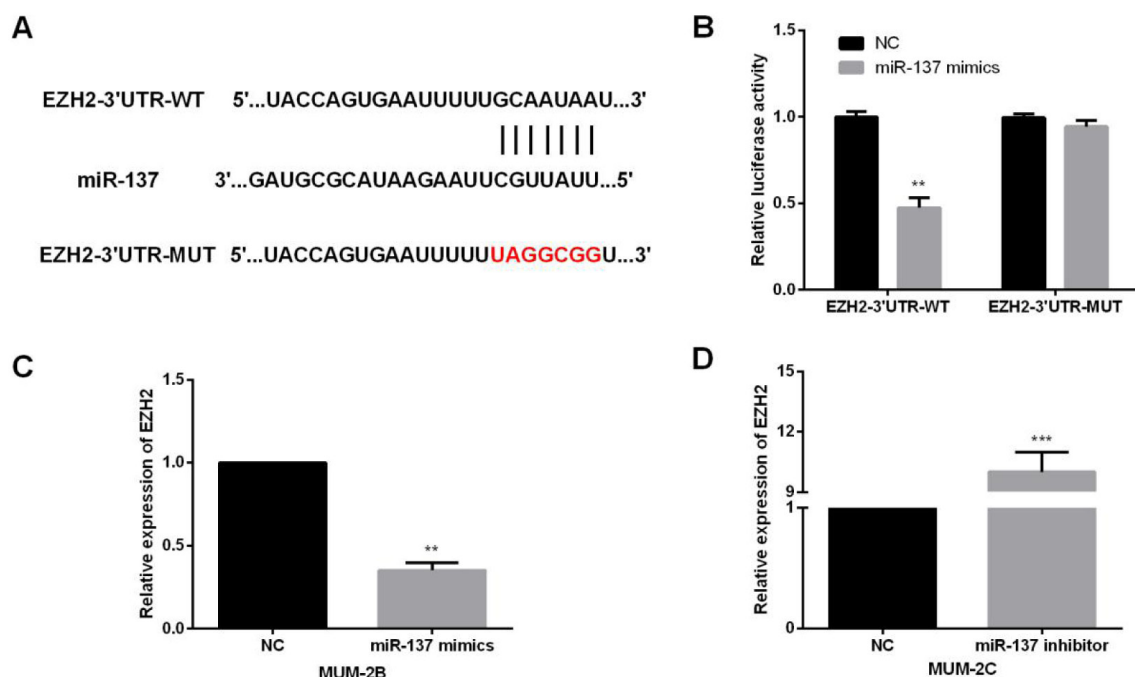 A
EZH2-3'UTR-WT 5'...UACCAGUGAAUUUUUGCAAUAAU...3'
miR-137 3'...GAUGCGCAUAAGAAUUCGUUAUU...5'
EZH2-3'UTR-MUT 5'...UACCAGUGAAUUUUUUAGGCGGU...3'
B
Relative luciferase activity
1.5
1.0
0.5
0.0
NC
miR-137 mimics
**
EZH2-3'UTR-WT EZH2-3'UTR-MUT
C
Relative expression of EZH2
1.5
1.0
0.5
0.0
**
NC miR-137 mimics
MUM-2B
D
Relative expression of EZH2
15
12
9
1
0
***
NC miR-137 inhibitor
MUM-2C